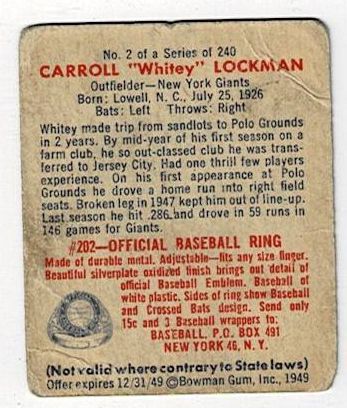 No. 2 of a Series of 240
CARROLL "Whitey" LOCKMAN
Outfielder—New York Giants
Born: Lowell, N. C., July 25, 1926
Bats: Left Throws: Right
Whitey made trip from sandlots to Polo Grounds
in 2 years. By mid-year of his first season on a
farm club, he so out-classed club he was trans-
ferred to Jersey City. Had one thrill few players
experience. On his first appearance at Polo
Grounds he drove a home run into right field
seats. Broken leg in 1947 kept him out of line-up.
Last season he hit .286 and drove in 59 runs in
146 games for Giants.
#202—OFFICIAL BASEBALL RING
Made of durable metal. Adjustable—fits any size finger.
Beautiful silverplate oxidized finish brings out detail of
official Baseball Emblem. Baseball of
white plastic. Sides of ring show Baseball
and Crossed Bats design. Send only
15c and 3 Baseball wrappers to:
BASEBALL, P.O. BOX 491
NEW YORK 46, N. Y.
(Not valid where contrary to State laws)
Offer expires 12/31/49 ©Bowman Gum, Inc., 1949